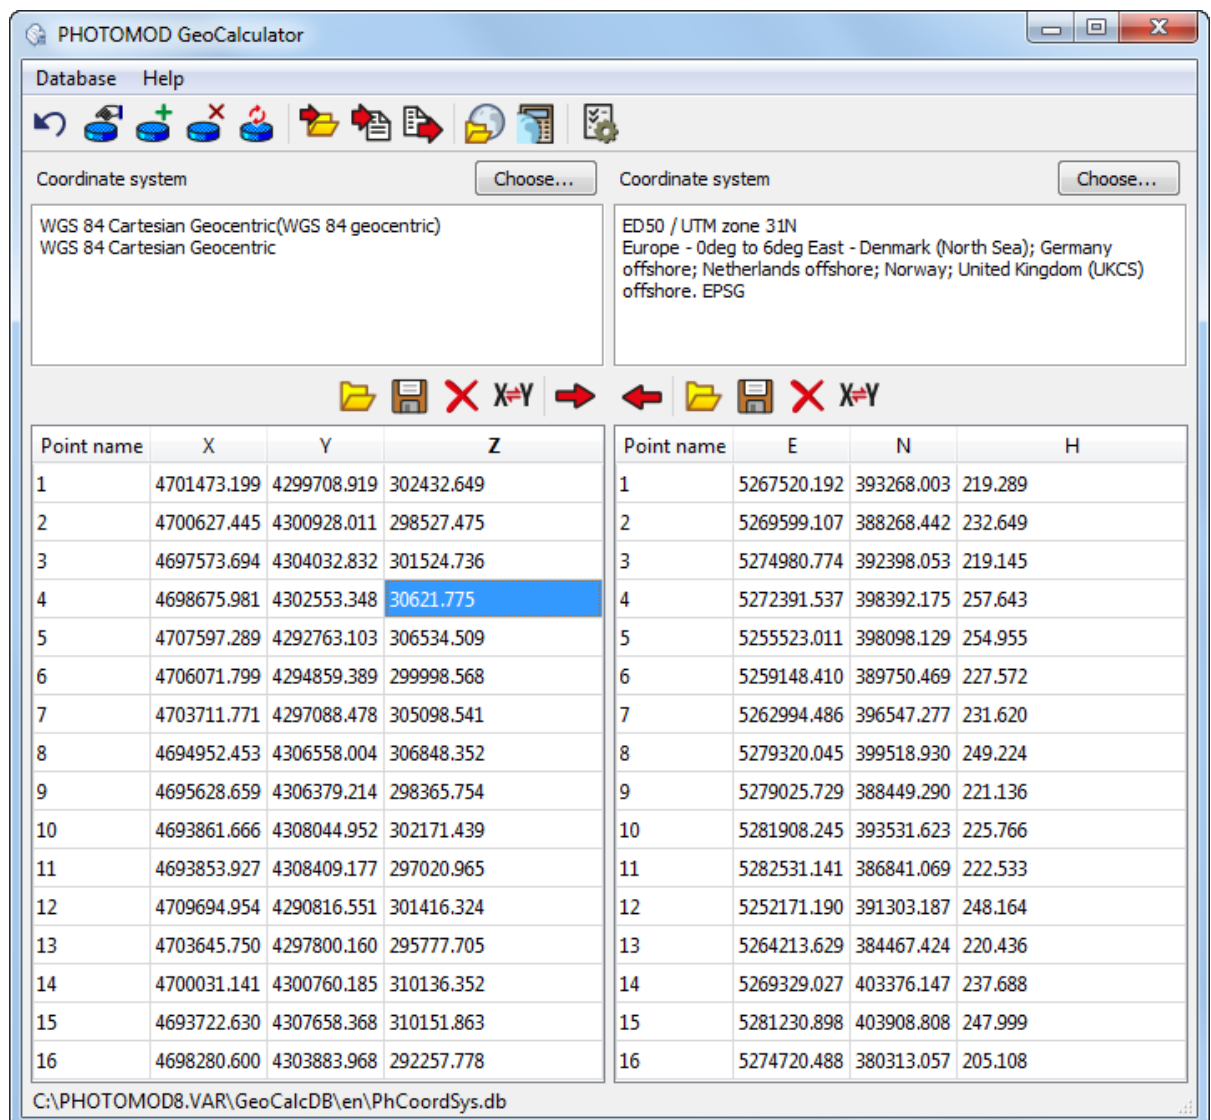 PHOTOMOD GeoCalculator
Database Help
Coordinate system Choose... Coordinate system Choose...
WGS 84 Cartesian Geocentric(WGS 84 geocentric)
WGS 84 Cartesian Geocentric
ED50 / UTM zone 31N
Europe - 0deg to 6deg East - Denmark (North Sea); Germany
offshore; Netherlands offshore; Norway; United Kingdom (UKCS)
offshore. EPSG
X⇌Y X⇌Y
Point name X Y Z Point name E N H
1 4701473.199 4299708.919 302432.649 1 5267520.192 393268.003 219.289
2 4700627.445 4300928.011 298527.475 2 5269599.107 388268.442 232.649
3 4697573.694 4304032.832 301524.736 3 5274980.774 392398.053 219.145
4 4698675.981 4302553.348 30621.775 4 5272391.537 398392.175 257.643
5 4707597.289 4292763.103 306534.509 5 5255523.011 398098.129 254.955
6 4706071.799 4294859.389 299998.568 6 5259148.410 389750.469 227.572
7 4703711.771 4297088.478 305098.541 7 5262994.486 396547.277 231.620
8 4694952.453 4306558.004 306848.352 8 5279320.045 399518.930 249.224
9 4695628.659 4306379.214 298365.754 9 5279025.729 388449.290 221.136
10 4693861.666 4308044.952 302171.439 10 5281908.245 393531.623 225.766
11 4693853.927 4308409.177 297020.965 11 5282531.141 386841.069 222.533
12 4709694.954 4290816.551 301416.324 12 5252171.190 391303.187 248.164
13 4703645.750 4297800.160 295777.705 13 5264213.629 384467.424 220.436
14 4700031.141 4300760.185 310136.352 14 5269329.027 403376.147 237.688
15 4693722.630 4307658.368 310151.863 15 5281230.898 403908.808 247.999
16 4698280.600 4303883.968 292257.778 16 5274720.488 380313.057 205.108
C:\PHOTOMOD8.VAR\GeoCalcDB\en\PhCoordSys.db